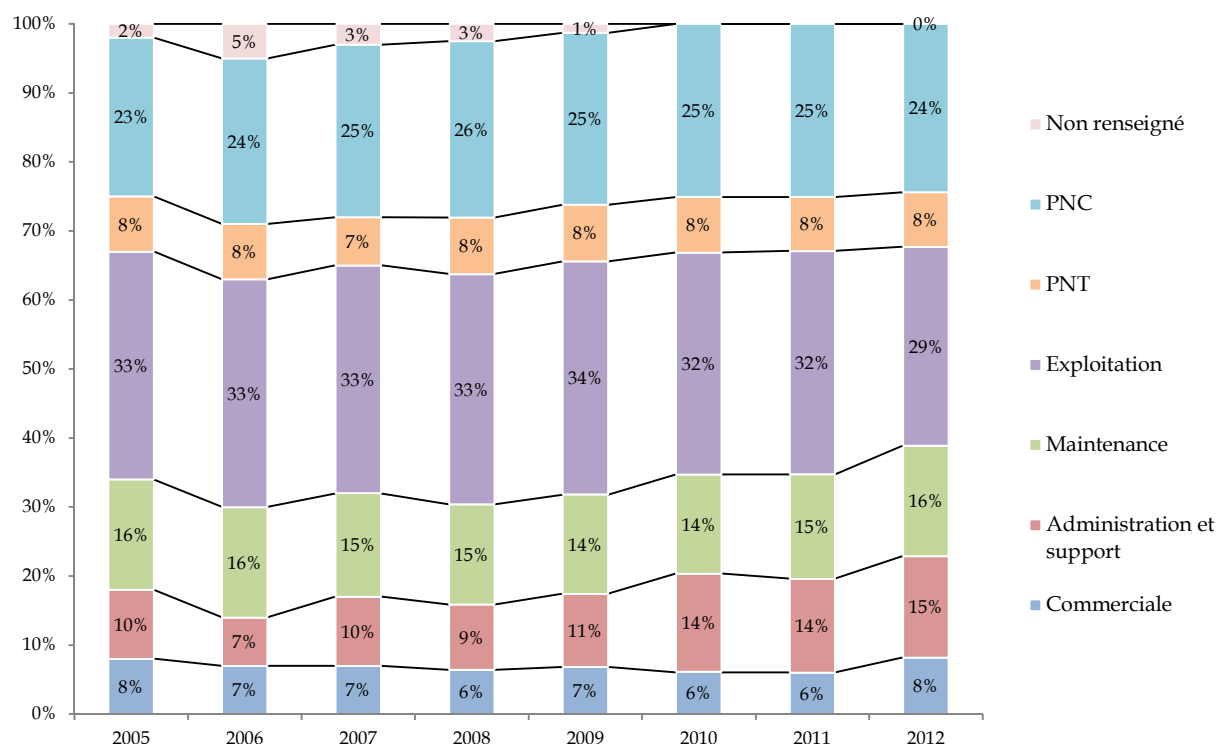 100%
90%
80%
70%
60%
50%
40%
30%
20%
10%
0%
2% 5% 3% 3% 1% 0%
23% 24% 25% 26% 25% 25% 25% 24%
8% 8% 7% 8% 8% 8% 8% 8%
33% 33% 33% 33% 34% 32% 32% 29%
16% 16% 15% 15% 14% 14% 15% 16%
10% 7% 10% 9% 11% 14% 14% 15%
8% 7% 7% 6% 7% 6% 6% 8%
2005 2006 2007 2008 2009 2010 2011 2012
Non renseigné
PNC
PNT
Exploitation
Maintenance
Administration et
support
Commerciale